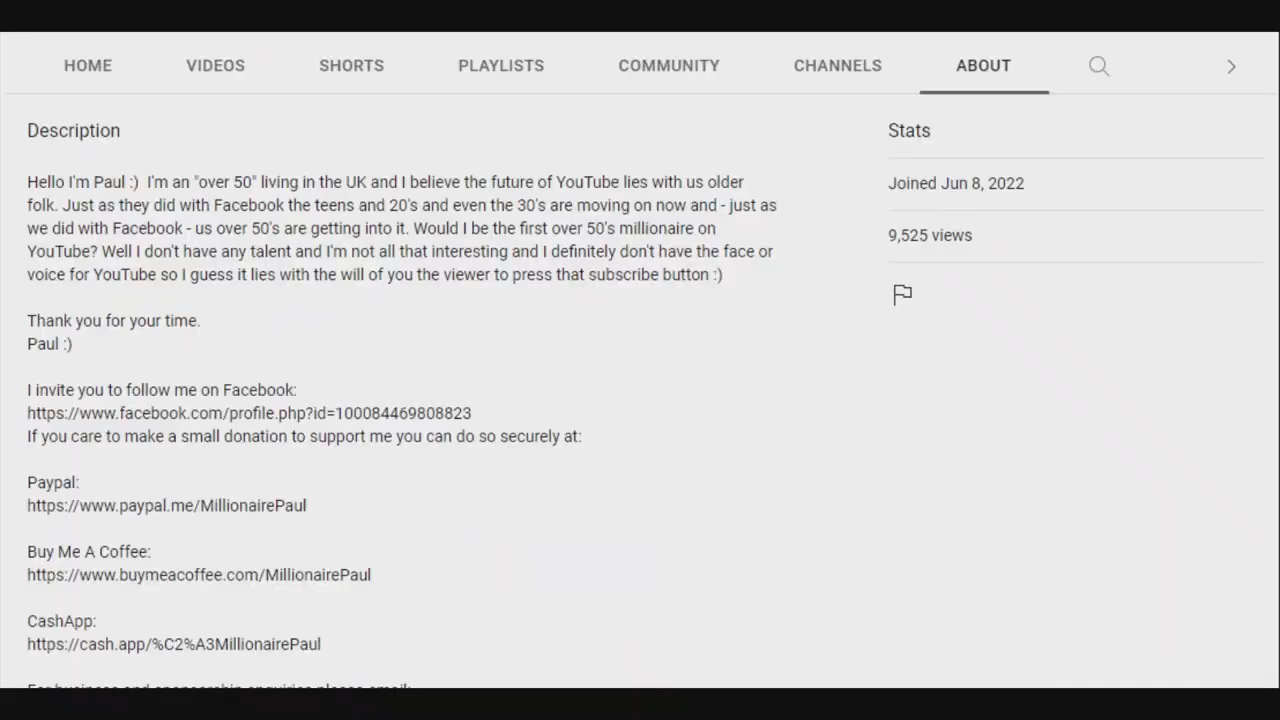 HOME VIDEOS SHORTS PLAYLISTS COMMUNITY CHANNELS ABOUT
Description
Hello I'm Paul :)  I'm an "over 50" living in the UK and I believe the future of YouTube lies with us older
folk. Just as they did with Facebook the teens and 20's and even the 30's are moving on now and - just as
we did with Facebook - us over 50's are getting into it. Would I be the first over 50's millionaire on
YouTube? Well I don't have any talent and I'm not all that interesting and I definitely don't have the face or
voice for YouTube so I guess it lies with the will of you the viewer to press that subscribe button :)
Thank you for your time.
Paul :)
I invite you to follow me on Facebook:
https://www.facebook.com/profile.php?id=100084469808823
If you care to make a small donation to support me you can do so securely at:
Paypal:
https://www.paypal.me/MillionairePaul
Buy Me A Coffee:
https://www.buymeacoffee.com/MillionairePaul
CashApp:
https://cash.app/%C2%A3MillionairePaul
For business and sponsorship enquiries please email:
Stats
Joined Jun 8, 2022
9,525 views